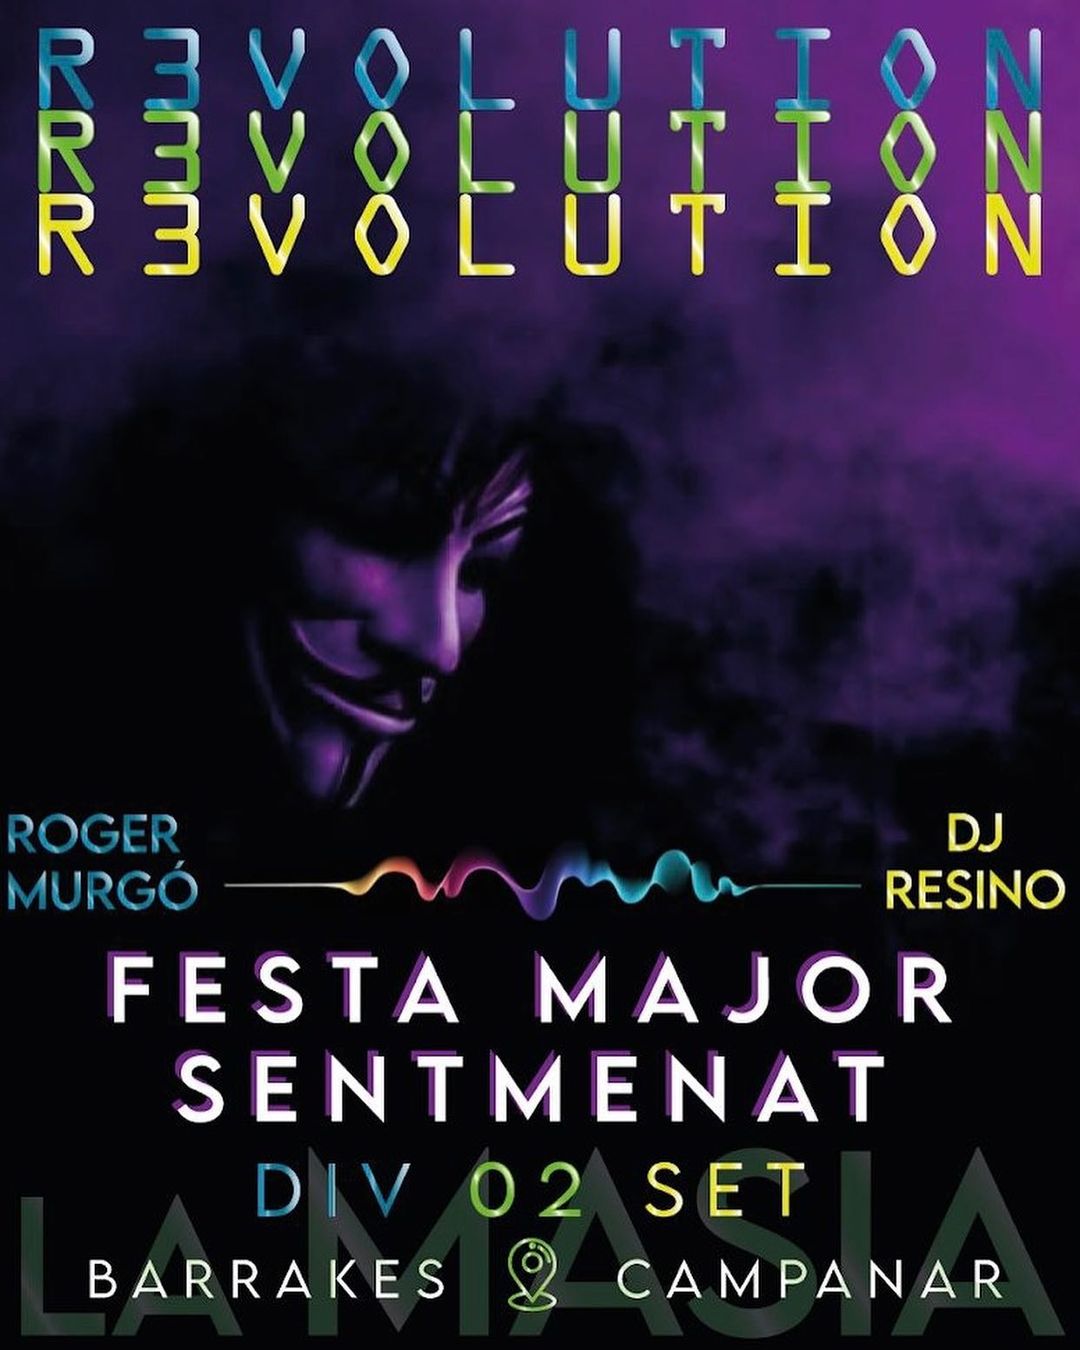 R3VOLUTION
R3VOLUTION
R3VOLUTION
ROGER
MURGÓ
DJ
RESINO
FESTA MAJOR
SENTMENAT
DIV 02 SET
BARRAKES CAMPANAR
LA MASIA